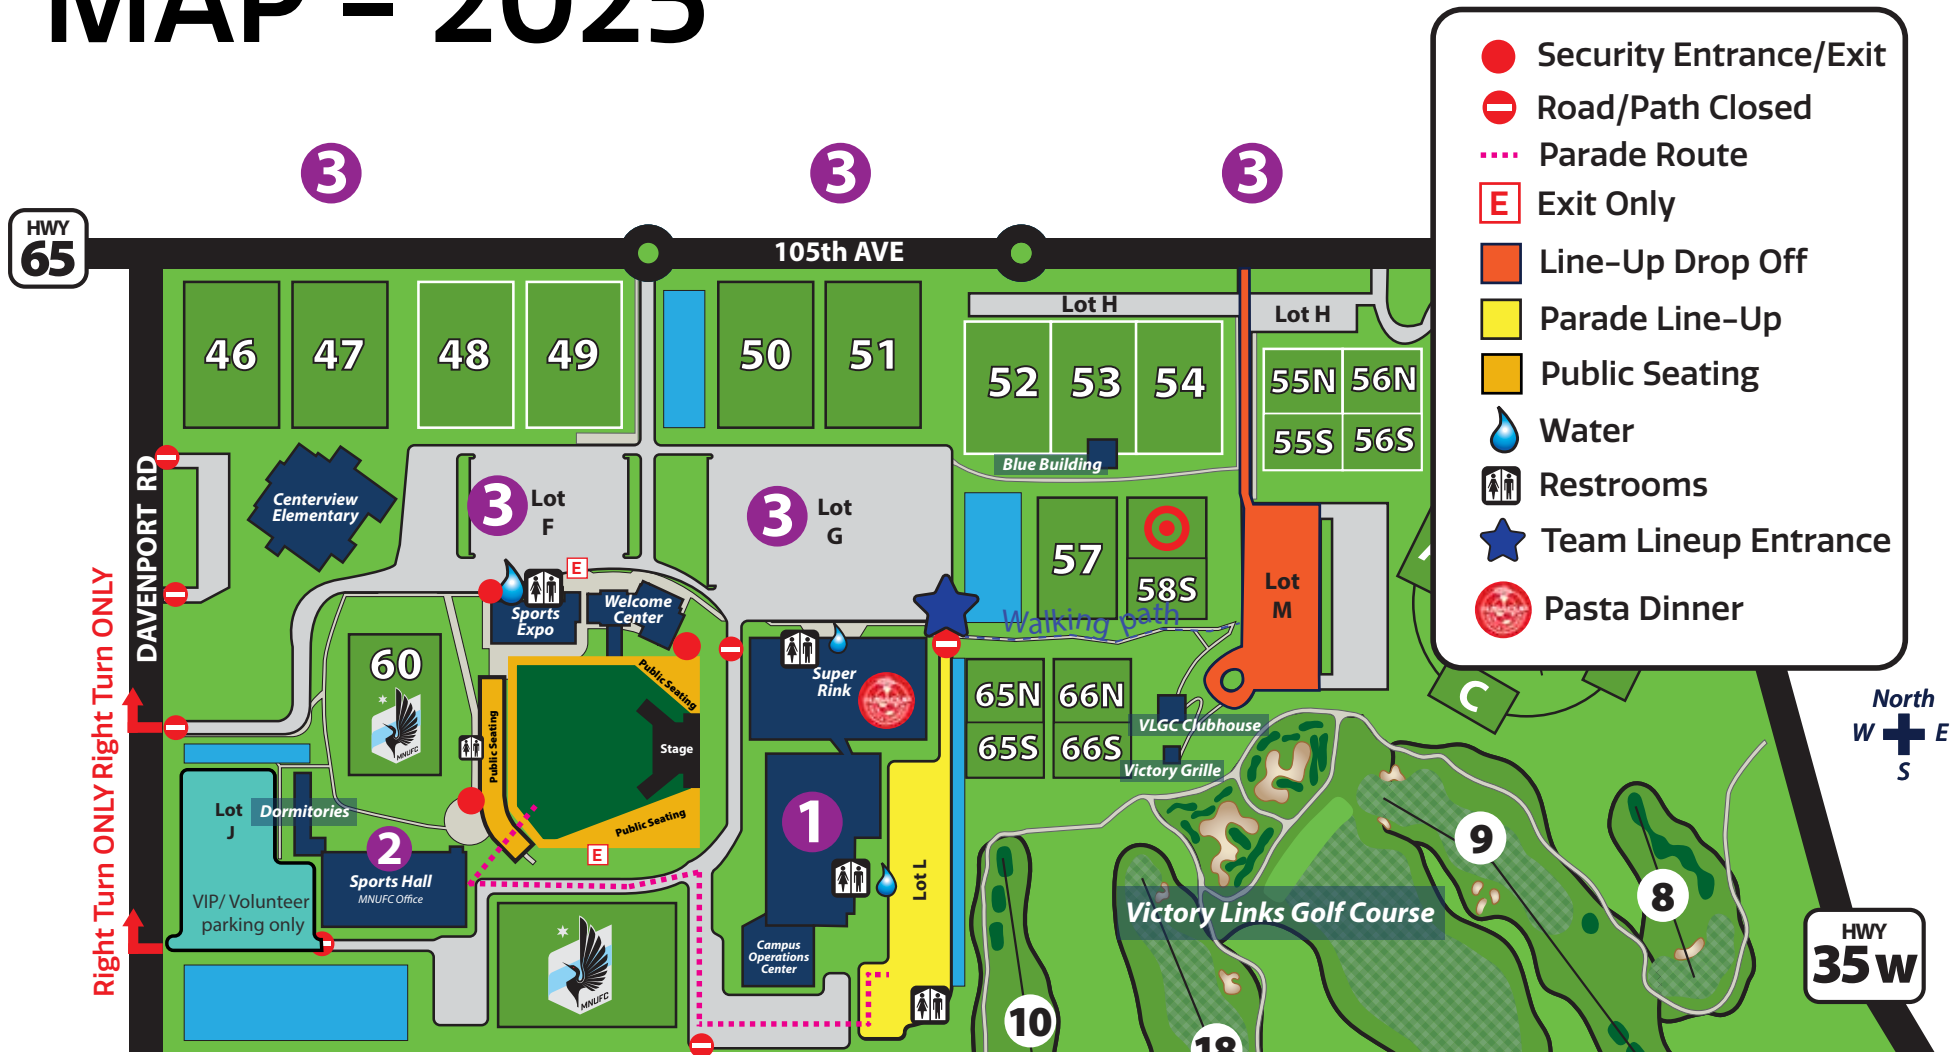 MAP – 2025
Security Entrance/Exit
Road/Path Closed
Parade Route
E
Exit Only
Line-Up Drop Off
Parade Line-Up
Public Seating
Water
Restrooms
Team Lineup Entrance
Pasta Dinner
3
3
3
HWY
65
105th AVE
46
47
48
49
50
51
Lot H
Lot H
52
53
54
55N
56N
55S
56S
Blue Building
DAVENPORT RD
Centerview
Elementary
3
Lot
F
3
Lot
G
57
58S
Lot
M
E
Sports
Expo
Welcome
Center
Walking path
60
MNUFC
Public Seating
Public Seating
Stage
Public Seating
E
Super
Rink
65N
66N
65S
66S
VLGC Clubhouse
Victory Grille
C
North
W
E
S
Right Turn ONLY Right Turn ONLY
Lot
J
Dormitories
VIP/ Volunteer
parking only
2
Sports Hall
MNUFC Office
1
Lot L
Campus
Operations
Center
MNUFC
Victory Links Golf Course
9
8
10
18
HWY
35W